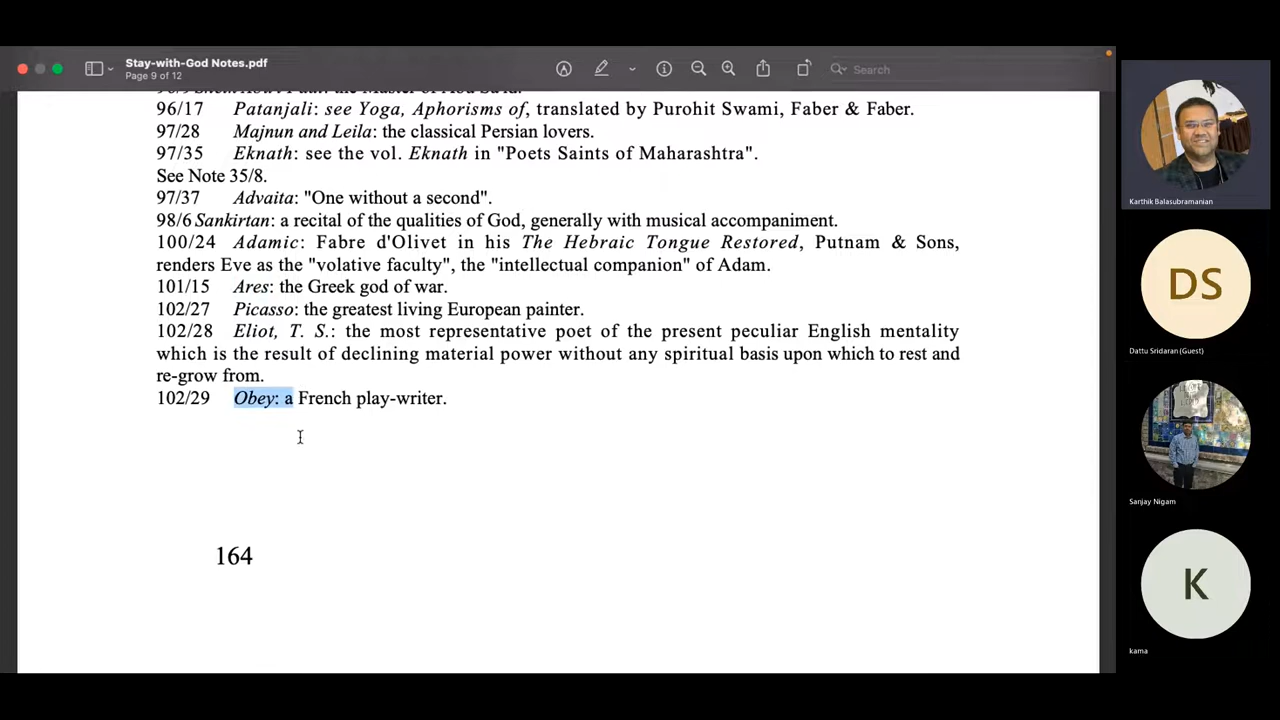 Stay-with-God Notes.pdf
Page 9 of 12
Search
96/17 Patanjali: see Yoga, Aphorisms of, translated by Purohit Swami, Faber & Faber.
97/28 Majnun and Leila: the classical Persian lovers.
97/35 Eknath: see the vol. Eknath in "Poets Saints of Maharashtra".
See Note 35/8.
97/37 Advaita: "One without a second".
98/6 Sankirtan: a recital of the qualities of God, generally with musical accompaniment.
100/24 Adamic: Fabre d'Olivet in his The Hebraic Tongue Restored, Putnam & Sons,
renders Eve as the "volative faculty", the "intellectual companion" of Adam.
101/15 Ares: the Greek god of war.
102/27 Picasso: the greatest living European painter.
102/28 Eliot, T. S.: the most representative poet of the present peculiar English mentality
which is the result of declining material power without any spiritual basis upon which to rest and
re-grow from.
102/29 Obey: a French play-writer.
164
Karthik Balasubramanian
DS
Dattu Sridaran (Guest)
Sanjay Nigam
K
kama